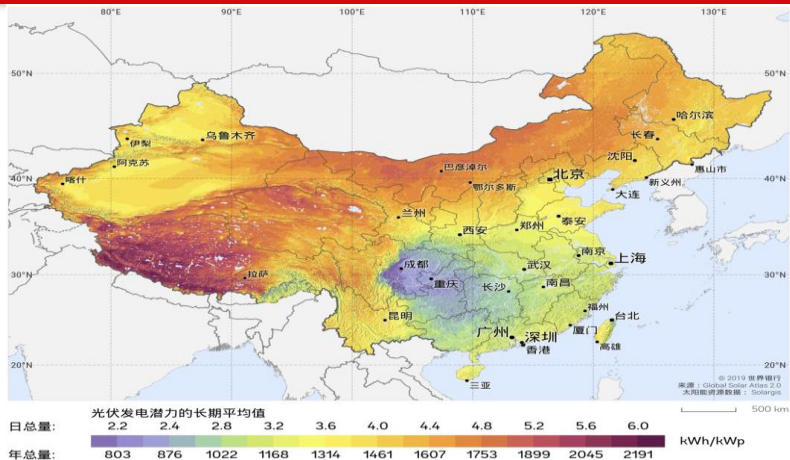 80°E 90°E 100°E 110°E 120°E 130°E
50°N 50°N
哈尔滨
乌鲁木齐
伊犁
长春
阿克苏
沈阳
巴彦淖尔
惠山市
40°N 40°N
喀什
北京
鄂尔多斯
新义州
大连
兰州
泰安
郑州
西安
南京
上海
成都
武汉
30°N 30°N
拉萨
重庆
长沙
南昌
福州
昆明
台北
广州
深圳
厦门
香港
高雄
20°N 20°N
三亚
© 2019 世界银行
来源：Global Solar Atlas 2.0
太阳能资源数据：Solargis
光伏发电潜力的长期平均值
500 km
日总量: 2.2 2.4 2.8 3.2 3.6 4.0 4.4 4.8 5.2 5.6 6.0
kWh/kWp
年总量: 803 876 1022 1168 1314 1461 1607 1753 1899 2045 2191